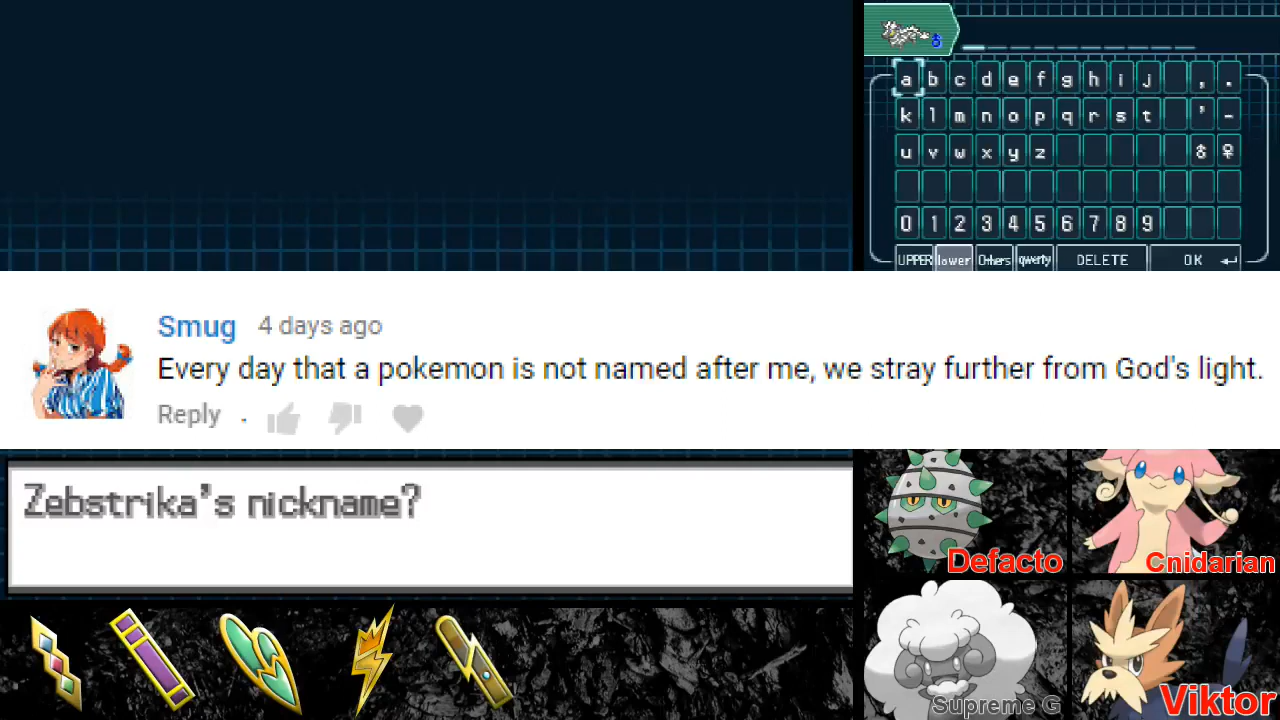 a b c d e f g h i j , .
k l m n o p q r s t ' -
u v w x y z ♂ ♀
0 1 2 3 4 5 6 7 8 9
UPPER lower Others qwerty DELETE OK
Smug 4 days ago
Every day that a pokemon is not named after me, we stray further from God's light.
Reply
Zebstrika's nickname?
Defacto
Cnidarian
Supreme G
Viktor